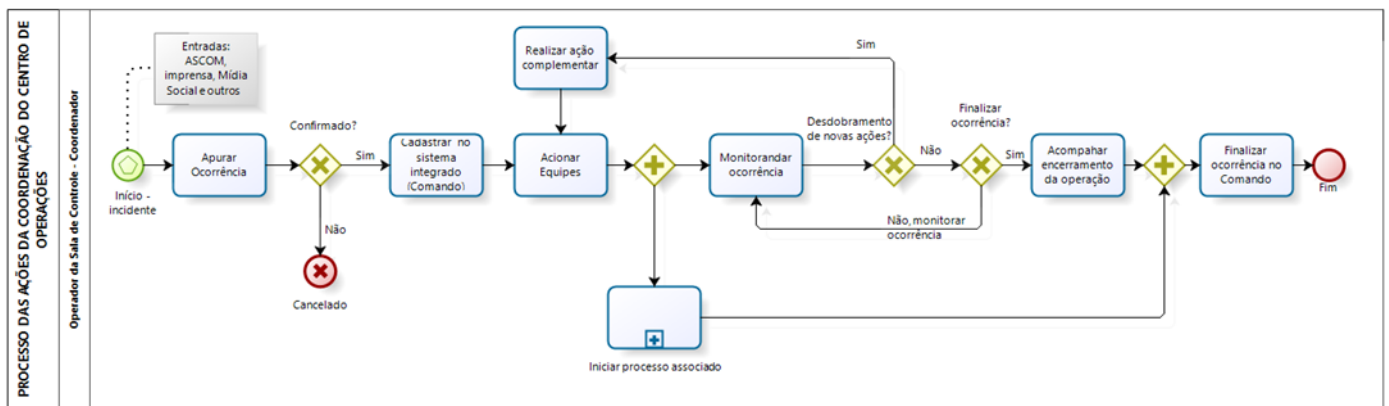 PROCESSO DAS AÇÕES DA COORDENAÇÃO DO CENTRO DE
OPERAÇÕES
Operador da Sala de Controle - Coordenador
Entradas:
ASCOM,
imprensa, Mídia
Social e outros
Início -
incidente
Apurar
Ocorrência
Confirmado?
Sim
Não
Cancelado
Cadastrar no
sistema
integrado
(Comando)
Realizar ação
complementar
Acionar
Equipes
Iniciar processo associado
Monitorandar
ocorrência
Desdobramento
de novas ações?
Sim
Não
Finalizar
ocorrência?
Sim
Não, monitorar
ocorrência
Acompahar
encerramento
da operação
Finalizar
ocorrência no
Comando
Fim